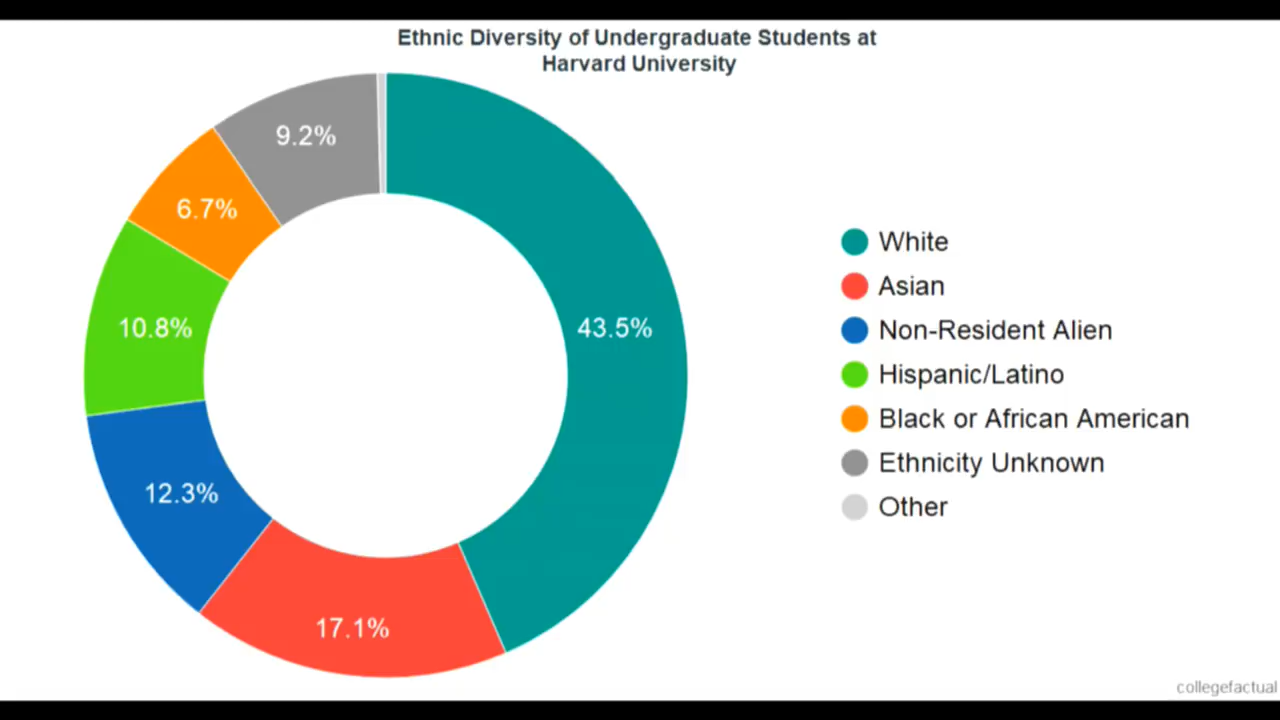 Ethnic Diversity of Undergraduate Students at
Harvard University
9.2%
6.7%
10.8%
43.5%
12.3%
17.1%
White
Asian
Non-Resident Alien
Hispanic/Latino
Black or African American
Ethnicity Unknown
Other
collegefactual